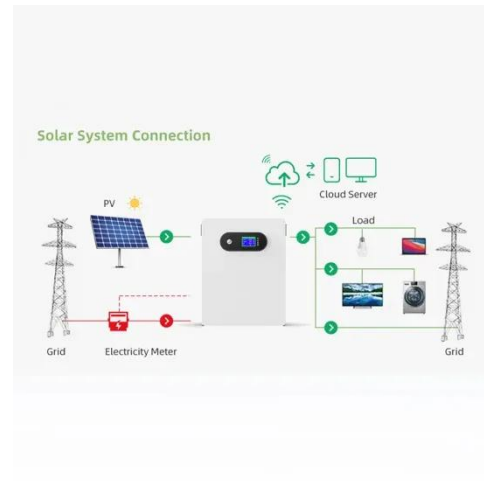 Solar System Connection
PV
Cloud Server
Load
Grid
Electricity Meter
Grid